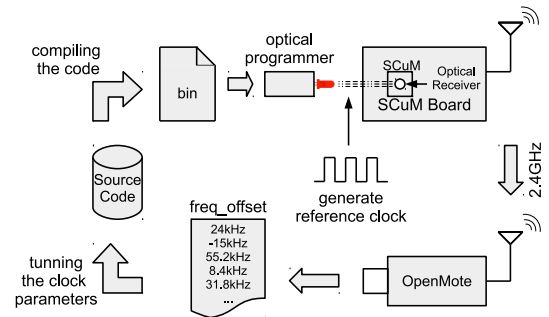 compiling
the code
bin
optical
programmer
SCuM
Optical
Receiver
SCuM Board
2.4GHz
generate
reference clock
Source
Code
freq_offset
24kHz
-15kHz
55.2kHz
8.4kHz
31.8kHz
...
OpenMote
tunning
the clock
parameters